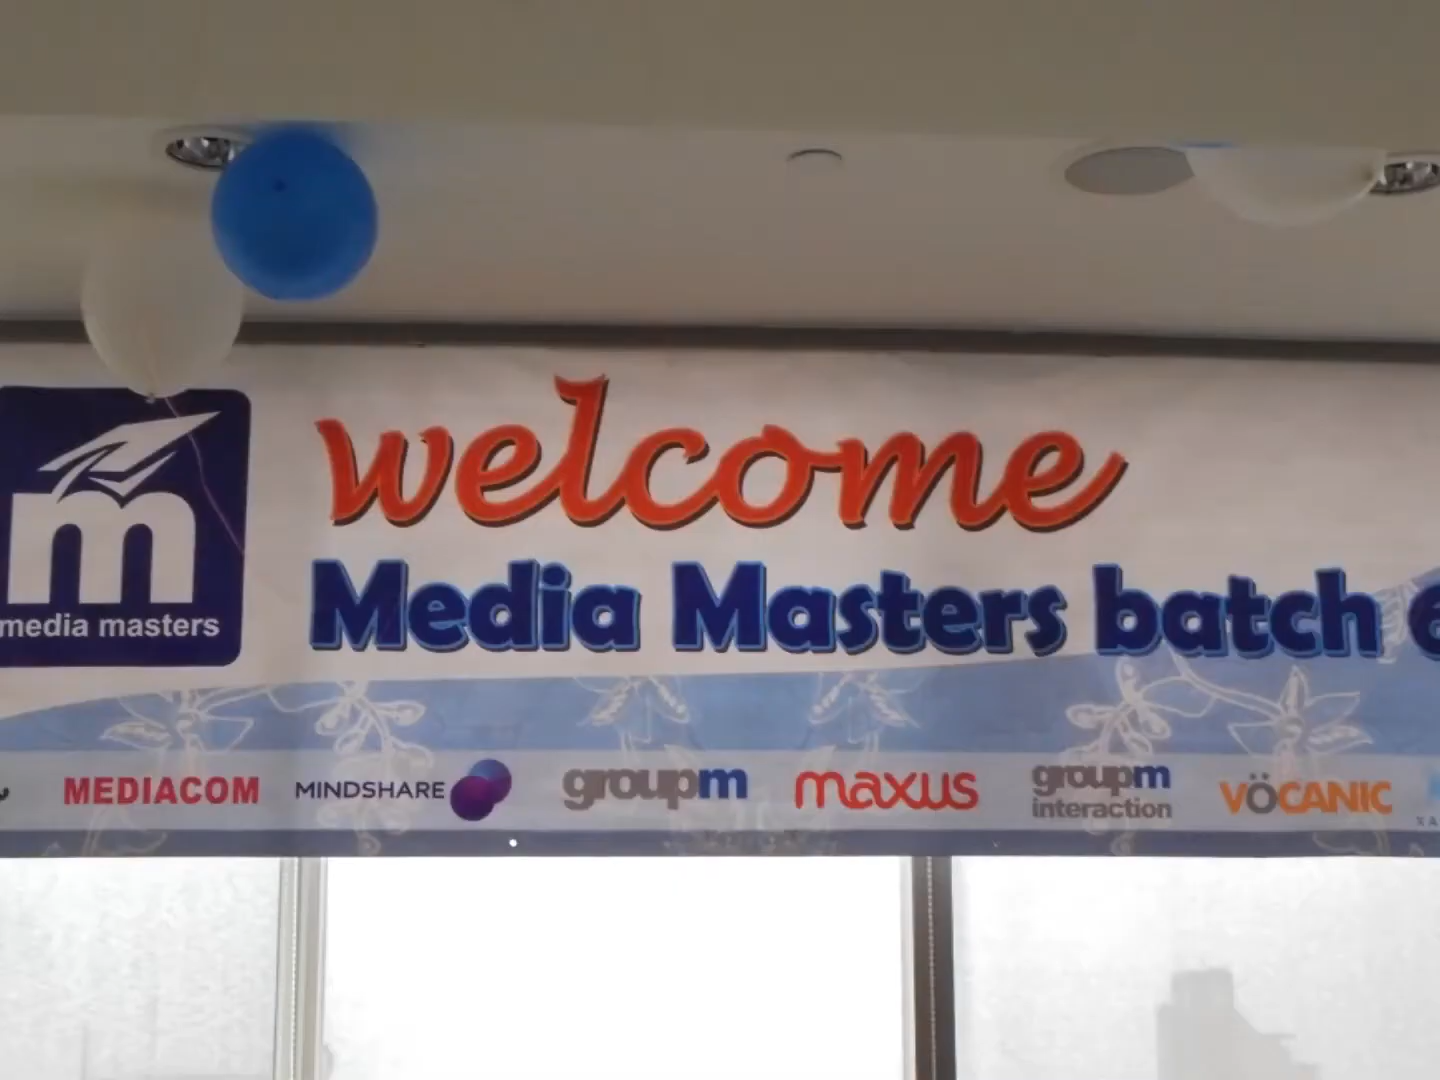 welcome
m
media masters
Media Masters batch
MEDIACOM
MINDSHARE
groupm
maxus
groupm
interaction
VÖCANIC